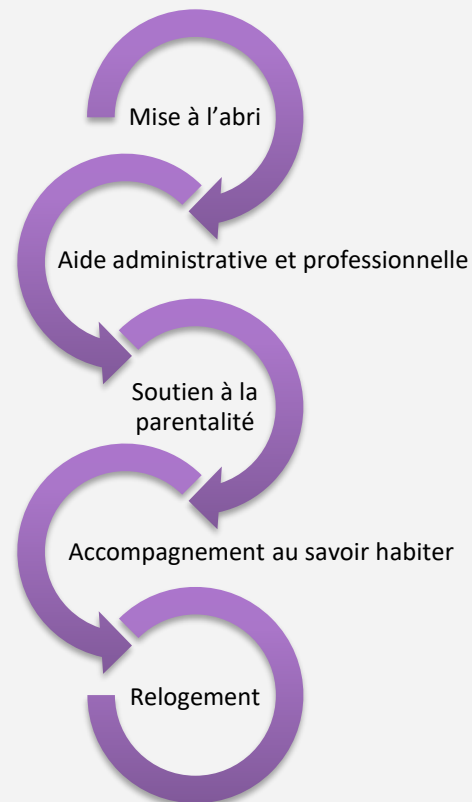 Mise à l’abri
Aide administrative et professionnelle
Soutien à la
parentalité
Accompagnement au savoir habiter
Relogement